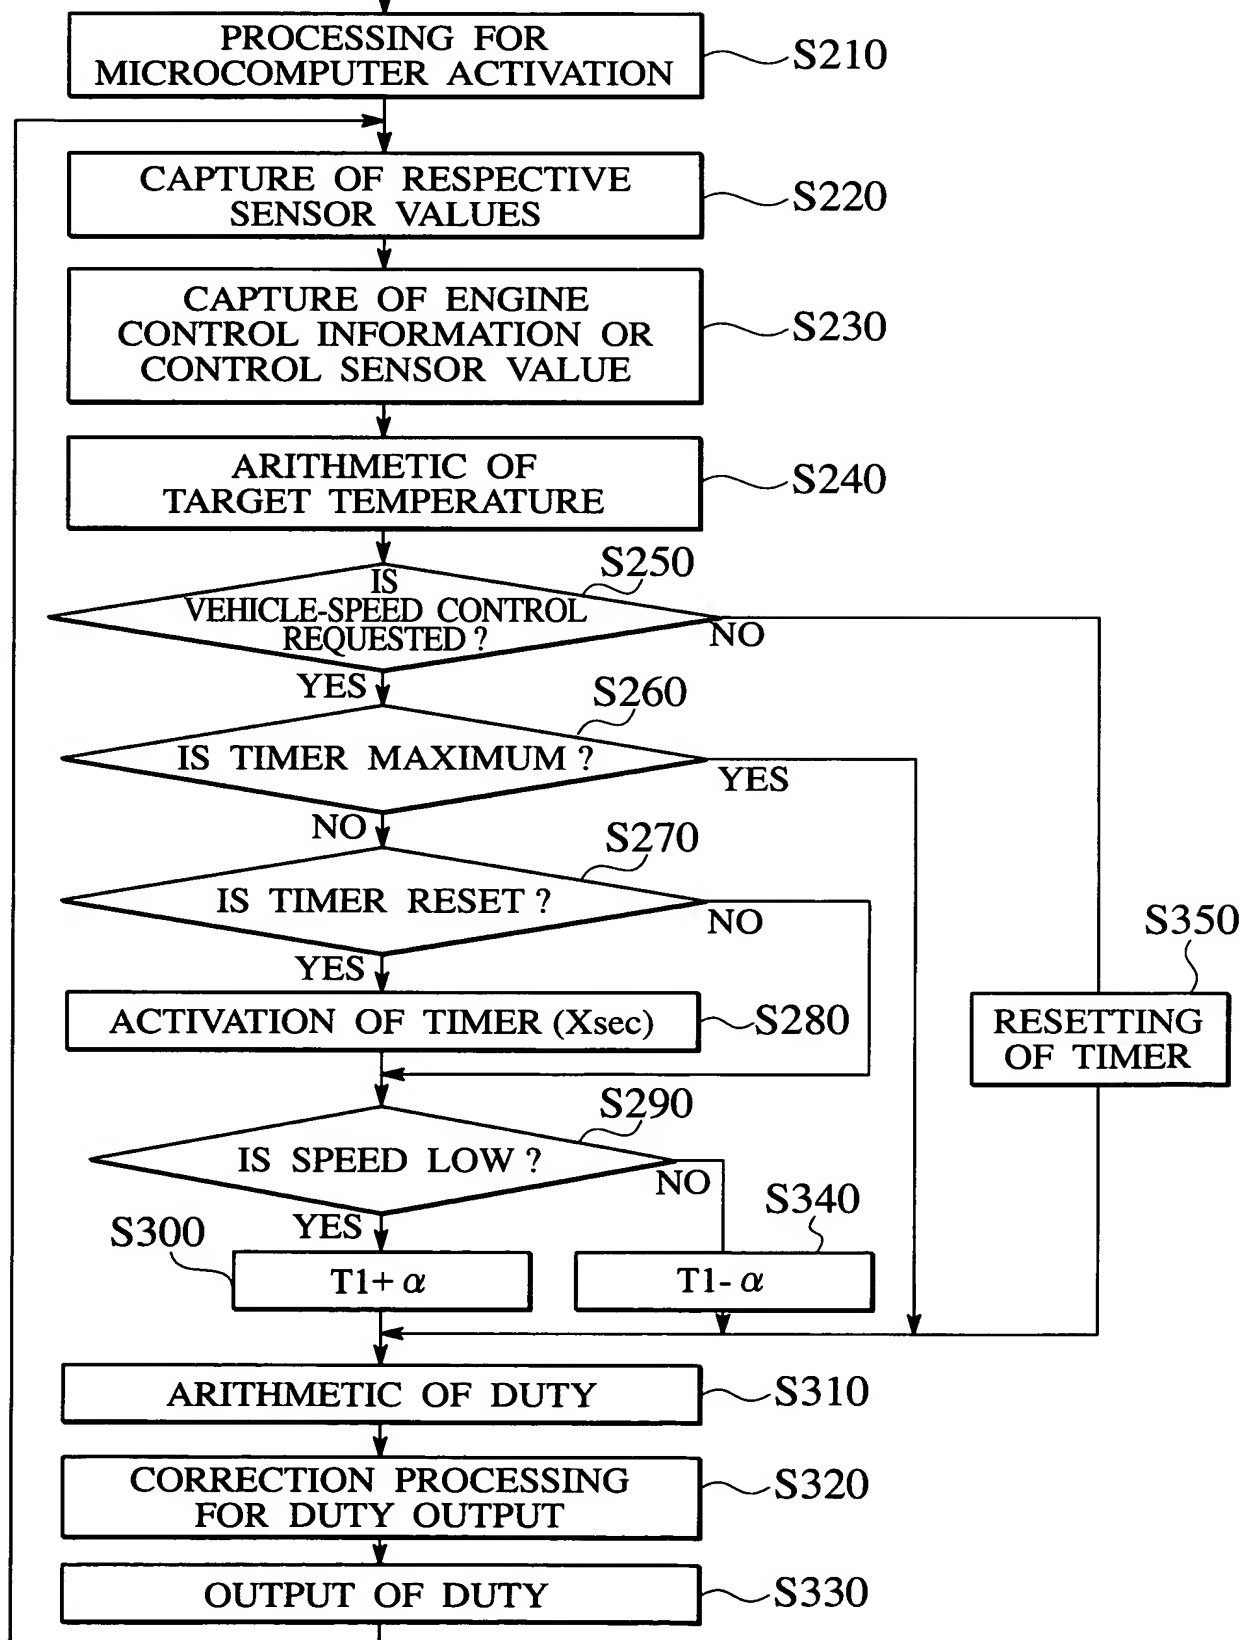 PROCESSING FOR
MICROCOMPUTER ACTIVATION
S210
CAPTURE OF RESPECTIVE
SENSOR VALUES
S220
CAPTURE OF ENGINE
CONTROL INFORMATION OR
CONTROL SENSOR VALUE
S230
ARITHMETIC OF
TARGET TEMPERATURE
S240
S250
IS
VEHICLE-SPEED CONTROL
REQUESTED ?
NO
YES
S260
IS TIMER MAXIMUM ?
YES
NO
S270
IS TIMER RESET ?
NO
YES
S350
RESETTING
OF TIMER
ACTIVATION OF TIMER (Xsec)
S280
S290
IS SPEED LOW ?
NO
YES
S300
T1+ α
S340
T1- α
ARITHMETIC OF DUTY
S310
CORRECTION PROCESSING
FOR DUTY OUTPUT
S320
OUTPUT OF DUTY
S330